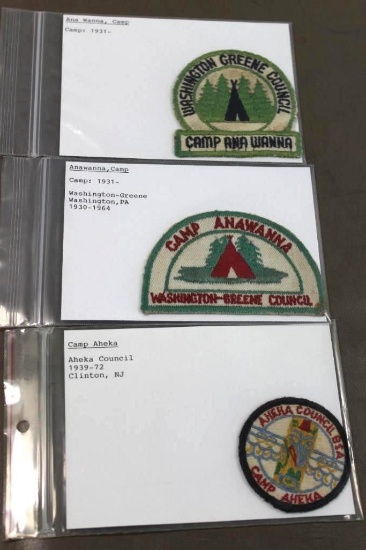 Ana Wanna, Camp
Camp: 1931-
WASHINGTON GREENE COUNCIL
CAMP ANA WANNA
Anawanna,Camp
Camp: 1931-
Washington-Greene
Washington,PA
1930-1964
CAMP ANAWANNA
WASHINGTON-GREENE COUNCIL
Camp Aheka
Aheka Council
1939-72
Clinton, NJ
AHEKA COUNCIL BSA
CAMP AHEKA